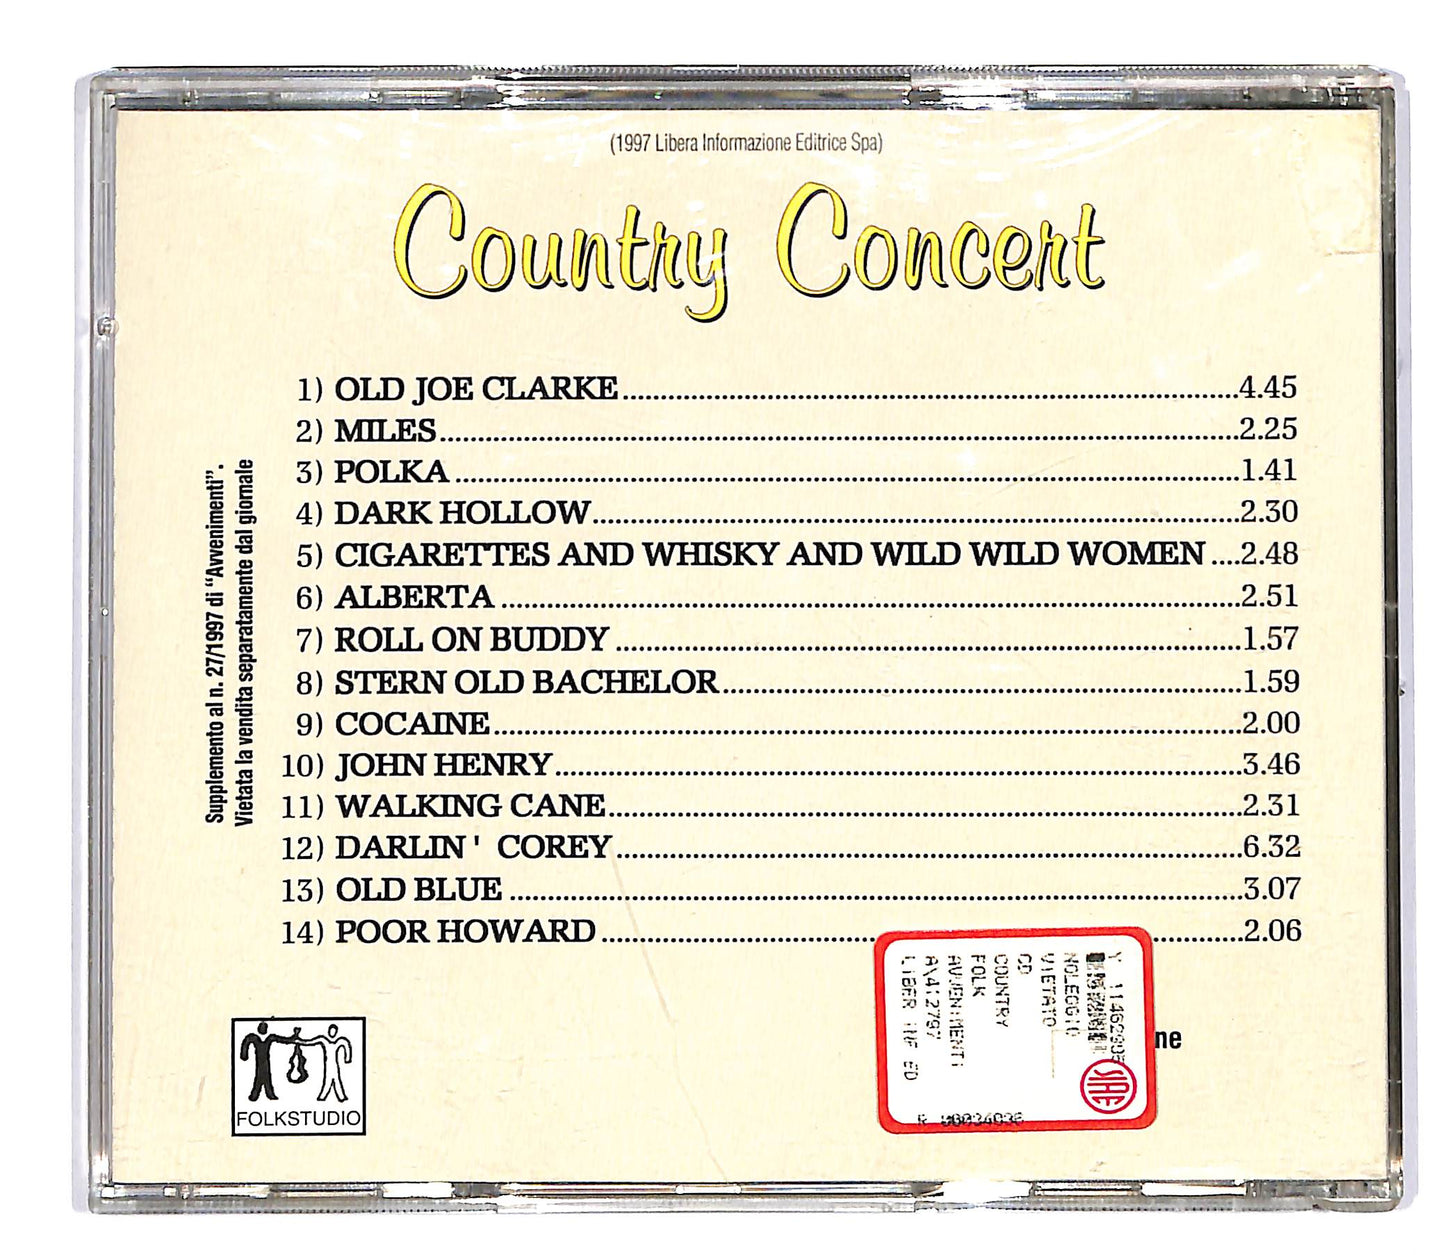 (1997 Libera Informazione Editrice Spa)
Country Concert
1) OLD JOE CLARKE 4.45
2) MILES 2.25
3) POLKA 1.41
4) DARK HOLLOW 2.30
5) CIGARETTES AND WHISKY AND WILD WILD WOMEN 2.48
6) ALBERTA 2.51
7) ROLL ON BUDDY 1.57
8) STERN OLD BACHELOR 1.59
9) COCAINE 2.00
10) JOHN HENRY 3.46
11) WALKING CANE 2.31
12) DARLIN' COREY 6.32
13) OLD BLUE 3.07
14) POOR HOWARD 2.06
Supplemento al n. 27/1997 di "Avvenimenti".
Vietata la vendita separatamente dal giornale
FOLKSTUDIO
NOLEGGIO
VIETATO
CD
COUNTRY
FOLK
AVVENIMENTI
A\412797
LIBER INF ED
SIAE
ne